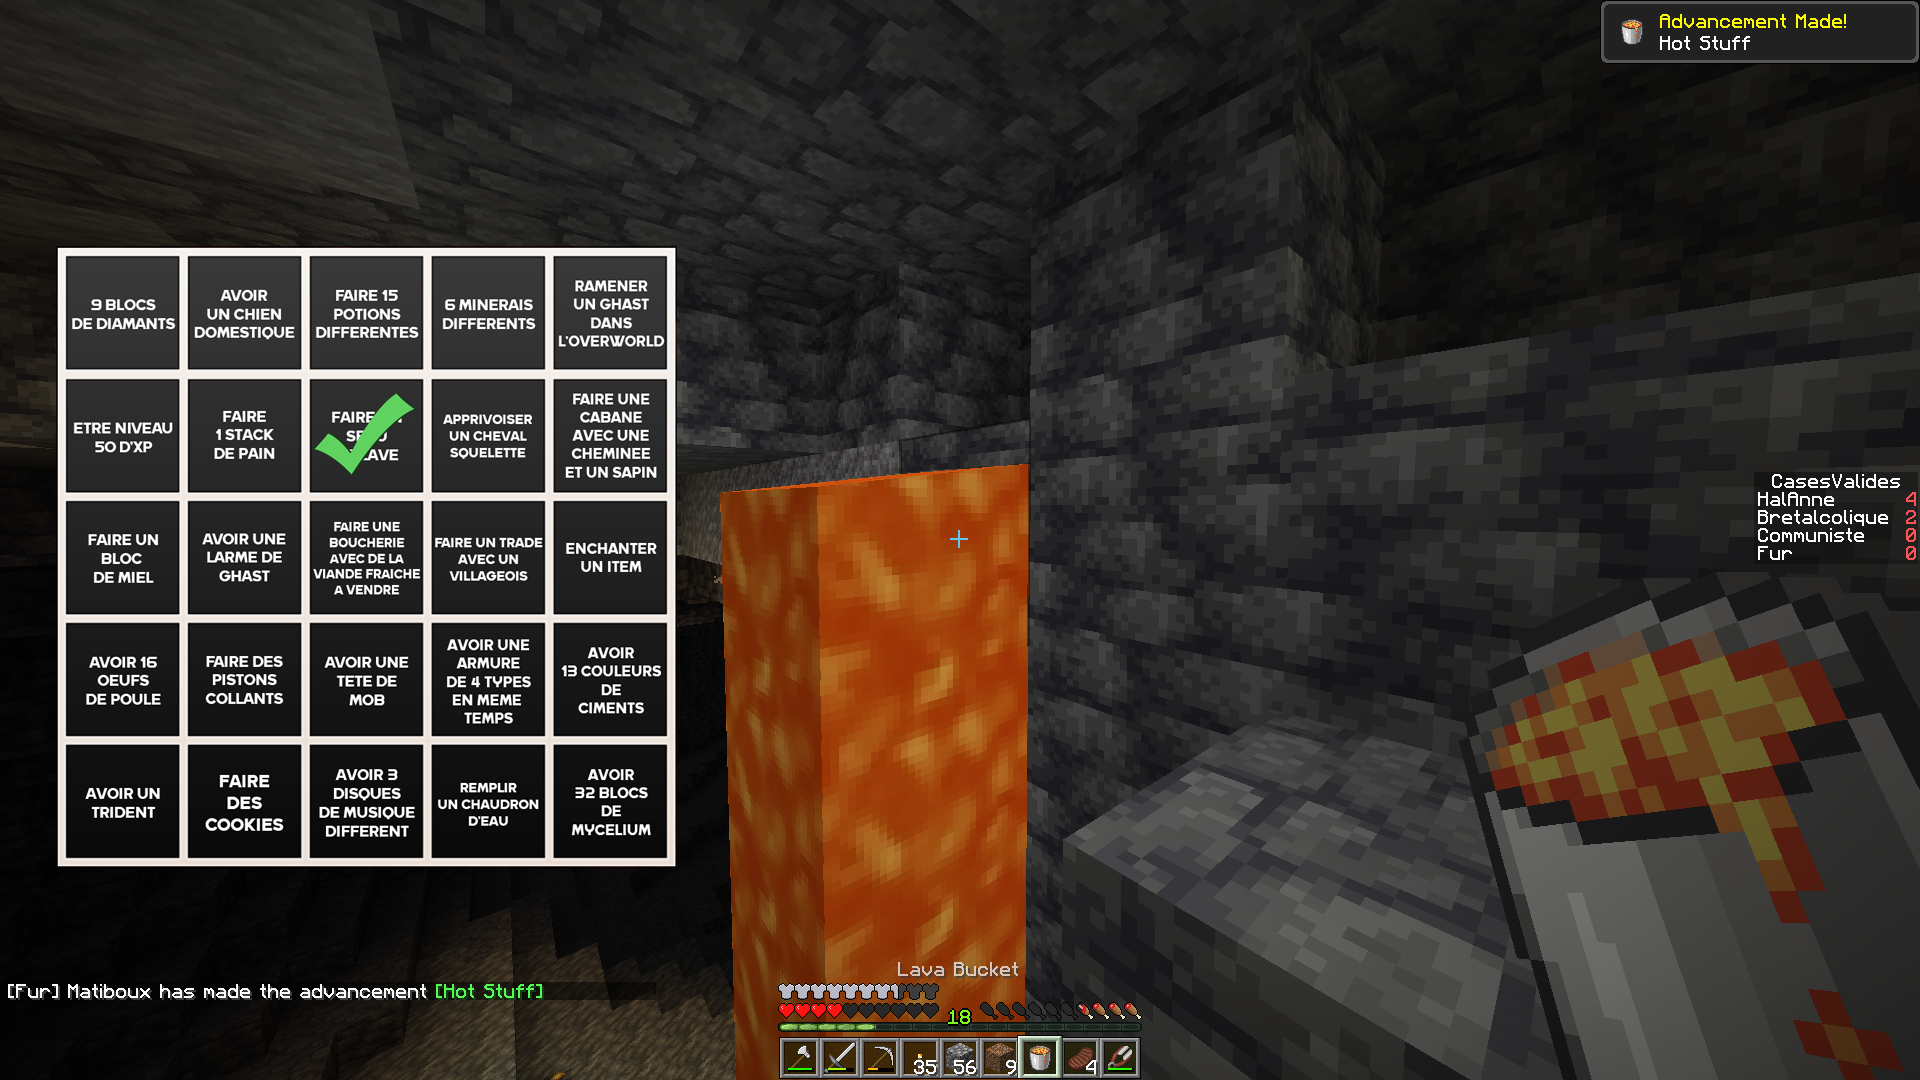 Advancement Made!
Hot Stuff
9 BLOCS
DE DIAMANTS
AVOIR
UN CHIEN
DOMESTIQUE
FAIRE 15
POTIONS
DIFFERENTES
6 MINERAIS
DIFFERENTS
RAMENER
UN GHAST
DANS
L'OVERWORLD
ETRE NIVEAU
50 D'XP
FAIRE
1 STACK
DE PAIN
FAIRE
APPRIVOISER
UN CHEVAL
SQUELETTE
FAIRE UNE
CABANE
AVEC UNE
CHEMINEE
ET UN SAPIN
FAIRE UN
BLOC
DE MIEL
AVOIR UNE
LARME DE
GHAST
FAIRE UNE
BOUCHERIE
AVEC DE LA
VIANDE FRAICHE
A VENDRE
FAIRE UN TRADE
AVEC UN
VILLAGEOIS
ENCHANTER
UN ITEM
AVOIR 16
OEUFS
DE POULE
FAIRE DES
PISTONS
COLLANTS
AVOIR UNE
TETE DE
MOB
AVOIR UNE
ARMURE
DE 4 TYPES
EN MEME
TEMPS
AVOIR
13 COULEURS
DE
CIMENTS
AVOIR UN
TRIDENT
FAIRE
DES
COOKIES
AVOIR 3
DISQUES
DE MUSIQUE
DIFFERENT
REMPLIR
UN CHAUDRON
D'EAU
AVOIR
32 BLOCS
DE
MYCELIUM
CasesValides
HalAnne 4
Bretalcolique 2
Communiste 0
Fur 0
Lava Bucket
[Fur] Matiboux has made the advancement [Hot Stuff]
18
35 56 9 4